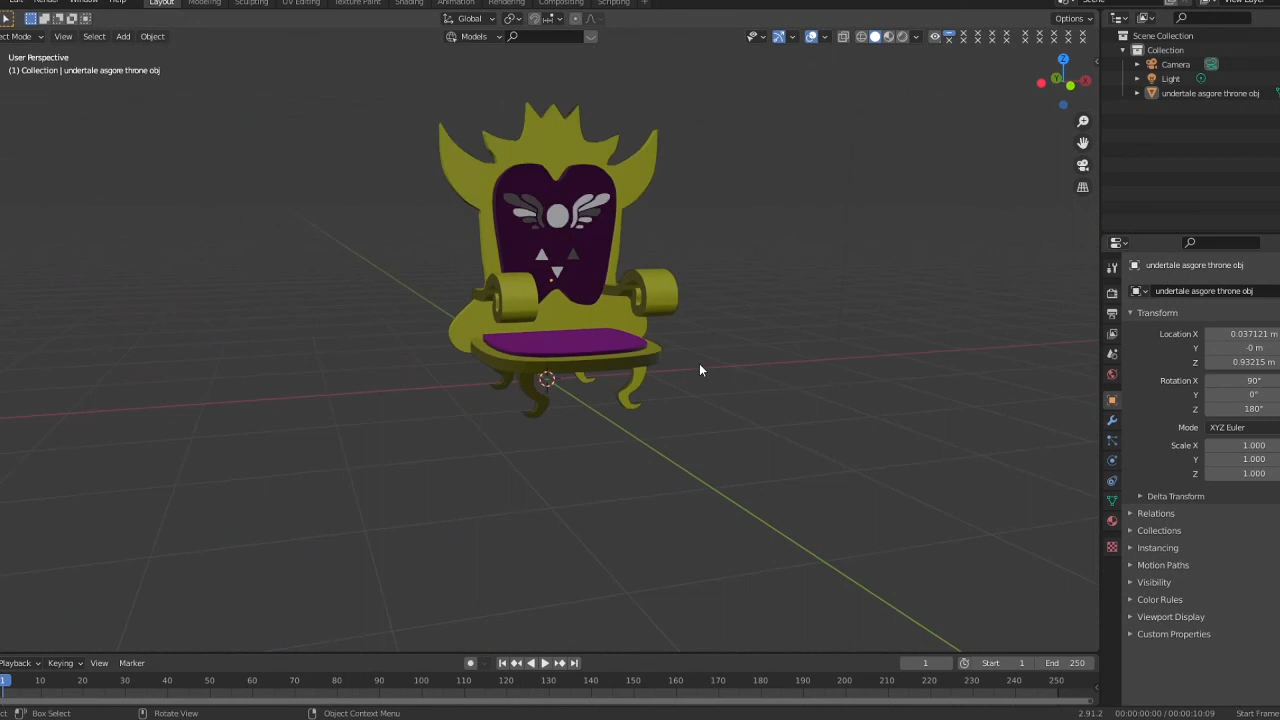 Layout Modeling Sculpting UV Editing Texture Paint Shading Animation Rendering Compositing Scripting +
Global Options
ect Mode View Select Add Object Models
User Perspective
(1) Collection | undertale asgore throne obj
Z
Y
X
Scene Collection
Collection
Camera
Light
undertale asgore throne obj
undertale asgore throne obj
undertale asgore throne obj
Transform
Location X 0.037121 m
Y -0 m
Z 0.93215 m
Rotation X 90°
Y 0°
Z 180°
Mode XYZ Euler
Scale X 1.000
Y 1.000
Z 1.000
Delta Transform
Relations
Collections
Instancing
Motion Paths
Visibility
Color Rules
Viewport Display
Custom Properties
Playback Keying View Marker 1 Start 1 End 250
1 10 20 30 40 50 60 70 80 90 100 110 120 130 140 150 160 170 180 190 200 210 220 230 240 250
ct Box Select Rotate View Object Context Menu 2.91.2 00:00:00:00 / 00:00:10:09 Start Frame